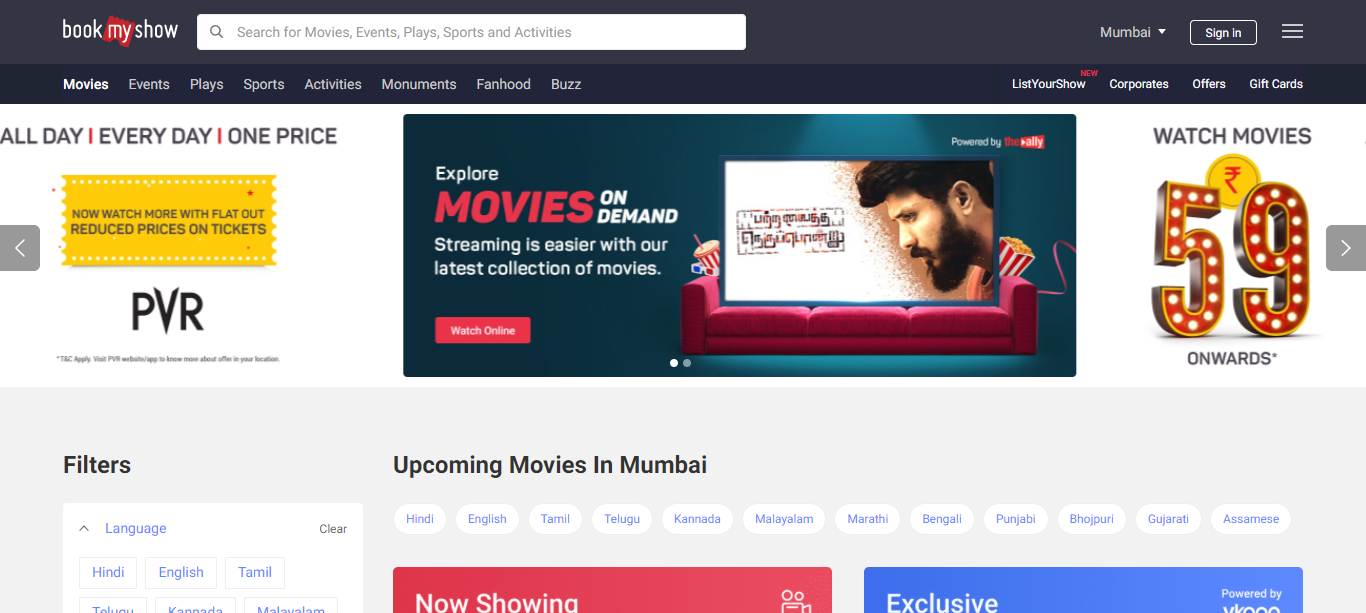 book my show
Search for Movies, Events, Plays, Sports and Activities
Mumbai
Sign in
Movies Events Plays Sports Activities Monuments Fanhood Buzz
ListYourShow NEW Corporates Offers Gift Cards
ALL DAY I EVERY DAY I ONE PRICE
NOW WATCH MORE WITH FLAT OUT
REDUCED PRICES ON TICKETS
PVR
*T&C Apply. Visit PVR website/app to know more about offer in your location.
Powered by the ally
Explore
MOVIES ON DEMAND
Streaming is easier with our
latest collection of movies.
Watch Online
WATCH MOVIES
₹
59
ONWARDS*
Filters
Language
Clear
Hindi English Tamil
Telugu Kannada Malayalam
Upcoming Movies In Mumbai
Hindi English Tamil Telugu Kannada Malayalam Marathi Bengali Punjabi Bhojpuri Gujarati Assamese
Now Showing
Exclusive
Powered by